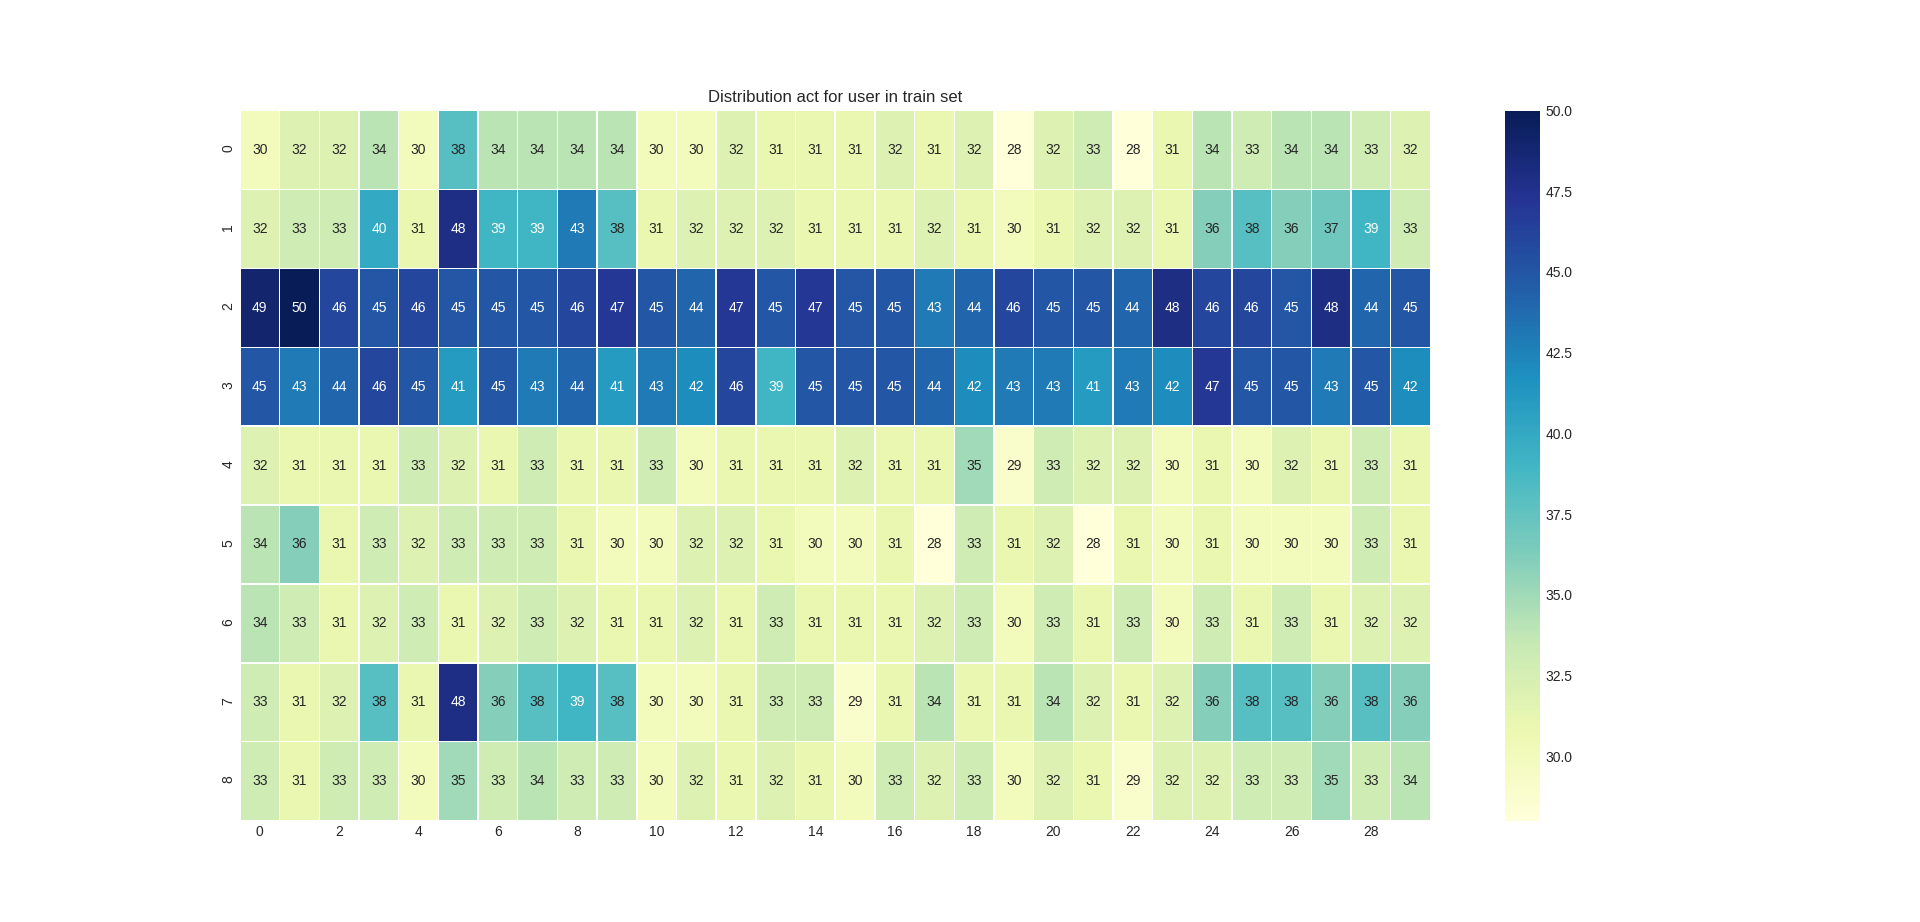 Distribution act for user in train set
0 30 32 32 34 30 38 34 34 34 34 30 30 32 31 31 31 32 31 32 28 32 33 28 31 34 33 34 34 33 32
1 32 33 33 40 31 48 39 39 43 38 31 32 32 32 31 31 31 32 31 30 31 32 32 31 36 38 36 37 39 33
2 49 50 46 45 46 45 45 45 46 47 45 44 47 45 47 45 45 43 44 46 45 45 44 48 46 46 45 48 44 45
3 45 43 44 46 45 41 45 43 44 41 43 42 46 39 45 45 45 44 42 43 43 41 43 42 47 45 45 43 45 42
4 32 31 31 31 33 32 31 33 31 31 33 30 31 31 31 32 31 31 35 29 33 32 32 30 31 30 32 31 33 31
5 34 36 31 33 32 33 33 33 31 30 30 32 32 31 30 30 31 28 33 31 32 28 31 30 31 30 30 30 33 31
6 34 33 31 32 33 31 32 33 32 31 31 32 31 33 31 31 31 32 33 30 33 31 33 30 33 31 33 31 32 32
7 33 31 32 38 31 48 36 38 39 38 30 30 31 33 33 29 31 34 31 31 34 32 31 32 36 38 38 36 38 36
8 33 31 33 33 30 35 33 34 33 33 30 32 31 32 31 30 33 32 33 30 32 31 29 32 32 33 33 35 33 34
0 2 4 6 8 10 12 14 16 18 20 22 24 26 28
50.0
47.5
45.0
42.5
40.0
37.5
35.0
32.5
30.0